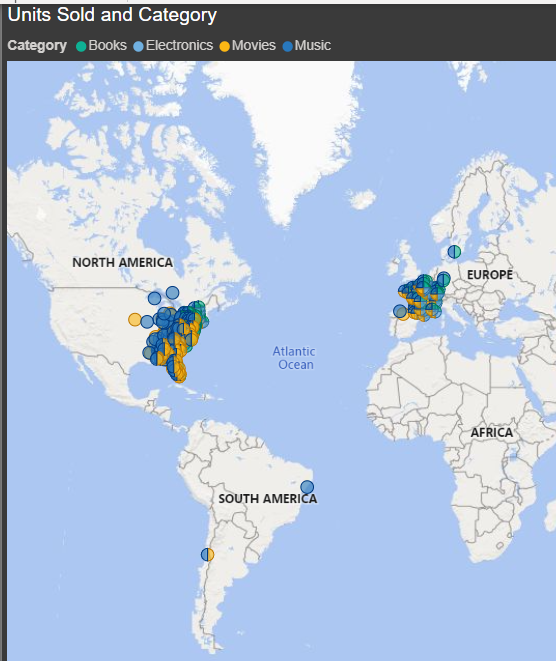 Units Sold and Category
Category Books Electronics Movies Music
NORTH AMERICA
EUROPE
Atlantic
Ocean
AFRICA
SOUTH AMERICA